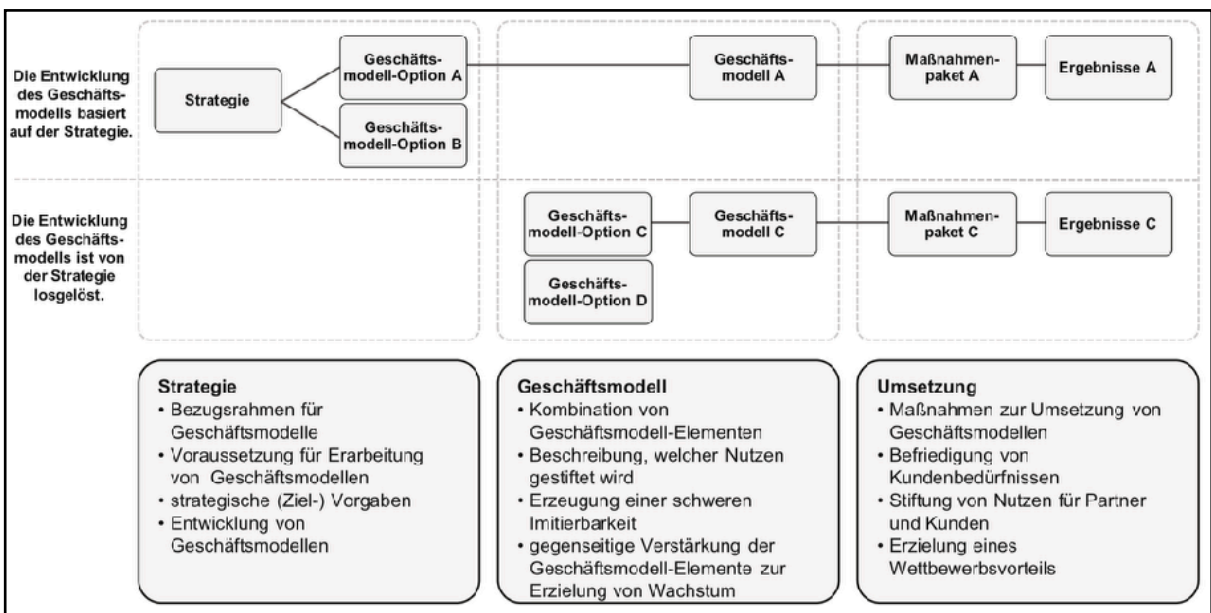 Die Entwicklung
des Geschäfts-
modells basiert
auf der Strategie.
Strategie
Geschäfts-
modell-Option A
Geschäfts-
modell-Option B
Geschäfts-
modell A
Maßnahmen-
paket A
Ergebnisse A
Die Entwicklung
des Geschäfts-
modells ist von
der Strategie
losgelöst.
Geschäfts-
modell-Option C
Geschäfts-
modell-Option D
Geschäfts-
modell C
Maßnahmen-
paket C
Ergebnisse C
Strategie
• Bezugsrahmen für
Geschäftsmodelle
• Voraussetzung für Erarbeitung
von Geschäftsmodellen
• strategische (Ziel-) Vorgaben
• Entwicklung von
Geschäftsmodellen
Geschäftsmodell
• Kombination von
Geschäftsmodell-Elementen
• Beschreibung, welcher Nutzen
gestiftet wird
• Erzeugung einer schweren
Imitierbarkeit
• gegenseitige Verstärkung der
Geschäftsmodell-Elemente zur
Erzielung von Wachstum
Umsetzung
• Maßnahmen zur Umsetzung von
Geschäftsmodellen
• Befriedigung von
Kundenbedürfnissen
• Stiftung von Nutzen für Partner
und Kunden
• Erzielung eines
Wettbewerbsvorteils